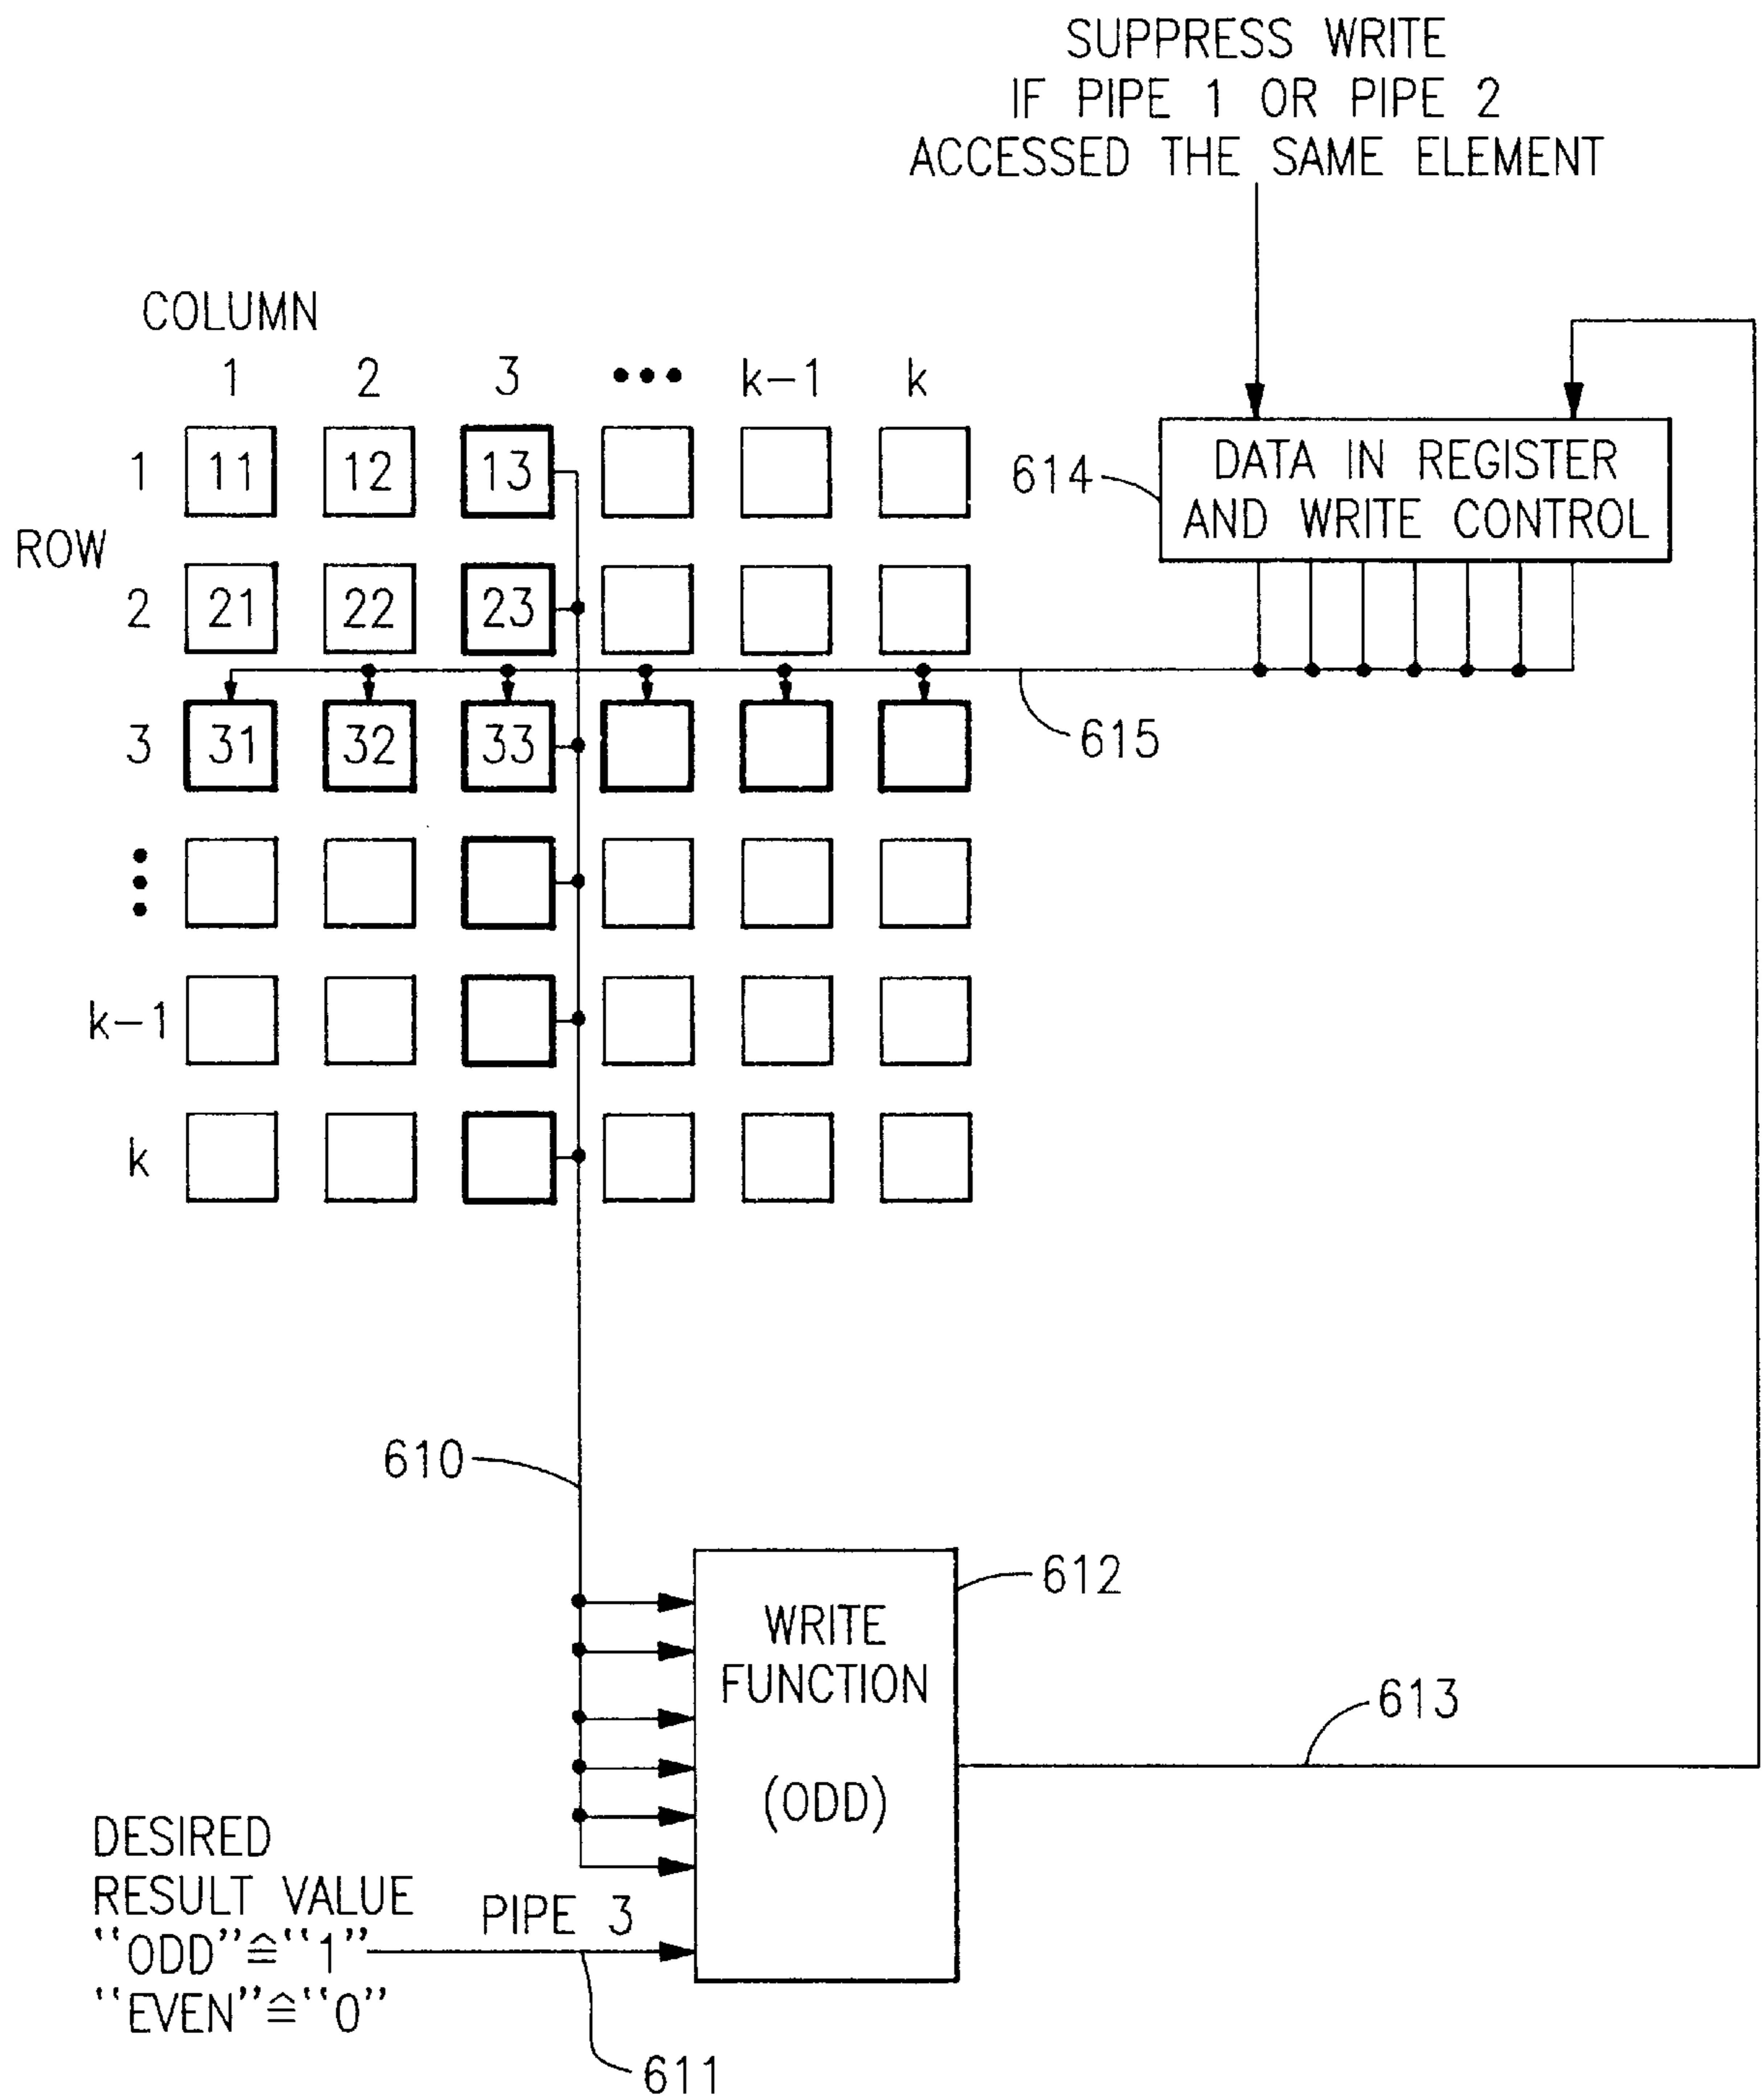 SUPPRESS WRITE
IF PIPE 1 OR PIPE 2
ACCESSED THE SAME ELEMENT
COLUMN
1 2 3 ••• k-1 k
1 11 12 13
ROW
2 21 22 23
3 31 32 33
k-1
k
614
DATA IN REGISTER
AND WRITE CONTROL
615
610
612
WRITE
FUNCTION
(ODD)
613
DESIRED
RESULT VALUE
"ODD"≙"1"
"EVEN"≙"0"
PIPE 3
611